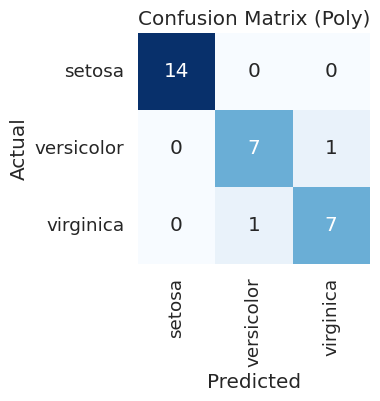 Confusion Matrix (Poly)
Actual
setosa 14 0 0
versicolor 0 7 1
virginica 0 1 7
setosa versicolor virginica
Predicted